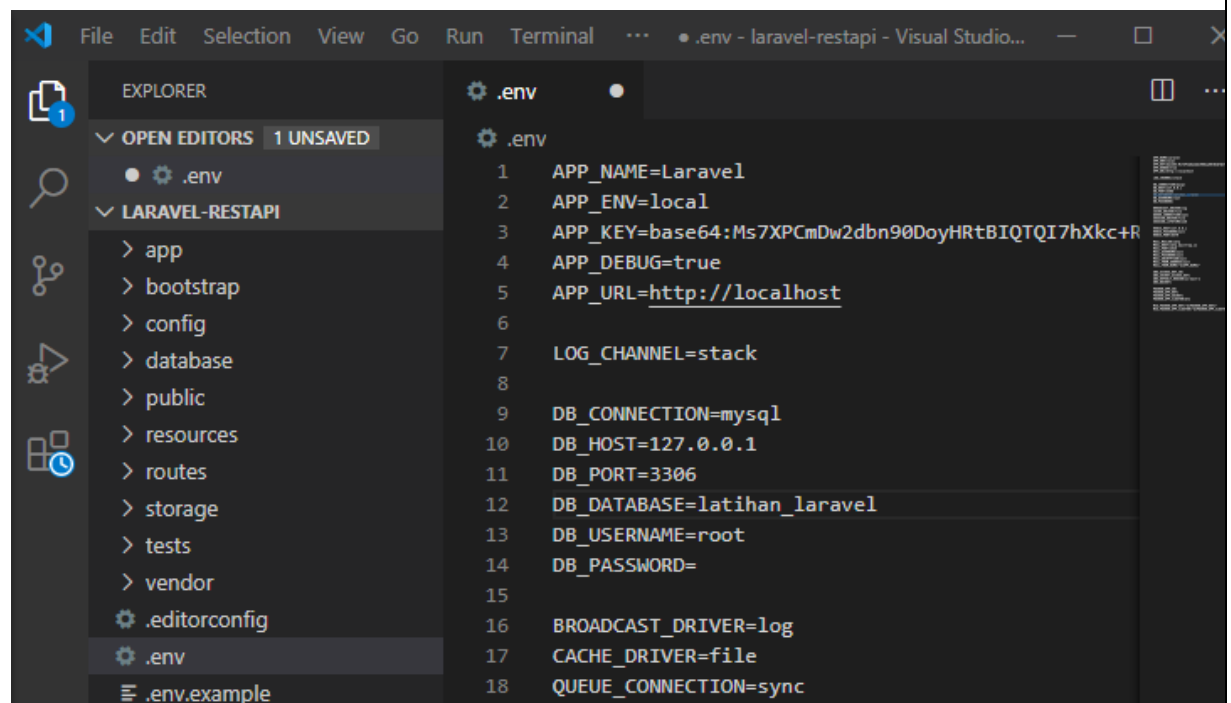 File Edit Selection View Go Run Terminal ··· ● .env - laravel-restapi - Visual Studio...
EXPLORER
OPEN EDITORS 1 UNSAVED
● .env
LARAVEL-RESTAPI
> app
> bootstrap
> config
> database
> public
> resources
> routes
> storage
> tests
> vendor
.editorconfig
.env
.env.example
1
.env ●
.env
1 APP_NAME=Laravel
2 APP_ENV=local
3 APP_KEY=base64:Ms7XPCmDw2dbn90DoyHRtBIQTQI7hXkc+R
4 APP_DEBUG=true
5 APP_URL=http://localhost
6
7 LOG_CHANNEL=stack
8
9 DB_CONNECTION=mysql
10 DB_HOST=127.0.0.1
11 DB_PORT=3306
12 DB_DATABASE=latihan_laravel
13 DB_USERNAME=root
14 DB_PASSWORD=
15
16 BROADCAST_DRIVER=log
17 CACHE_DRIVER=file
18 QUEUE_CONNECTION=sync